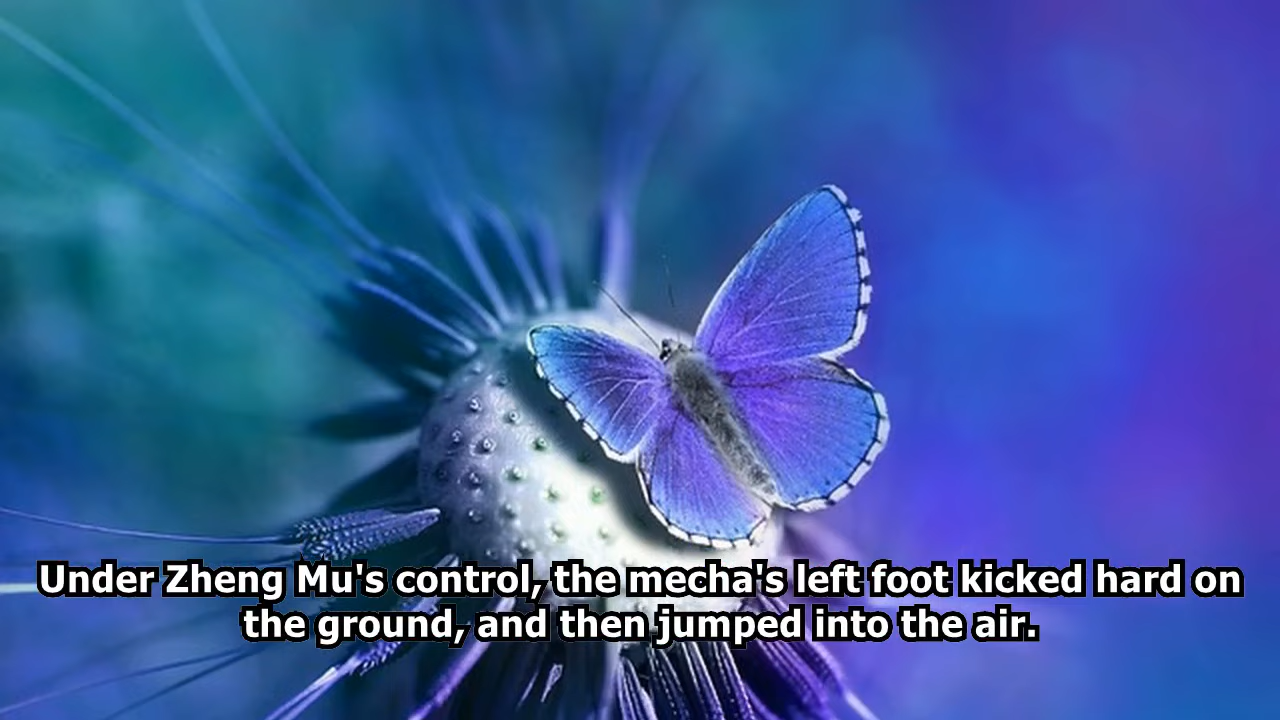 Under Zheng Mu's control, the mecha's left foot kicked hard on
the ground, and then jumped into the air.